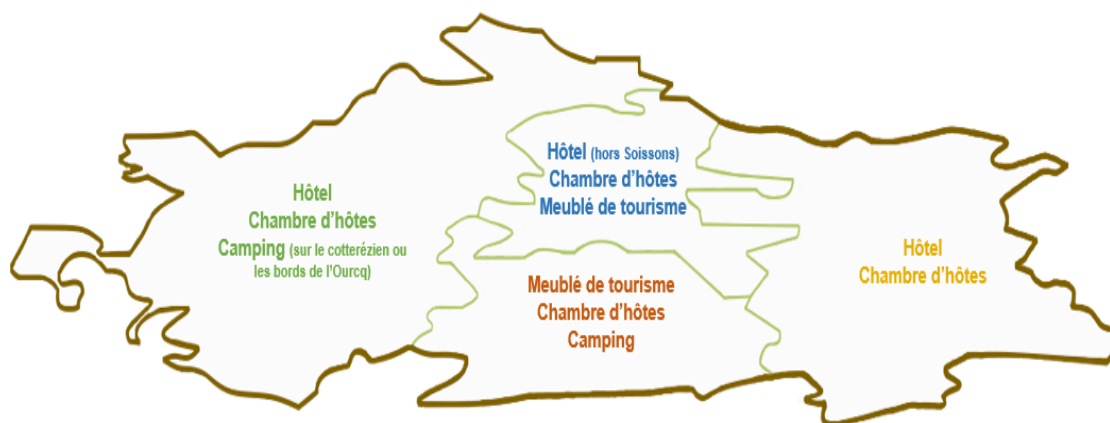 Hôtel
Chambre d'hôtes
Camping (sur le cotterézien ou
les bords de l'Ourcq)
Hôtel (hors Soissons)
Chambre d'hôtes
Meublé de tourisme
Meublé de tourisme
Chambre d'hôtes
Camping
Hôtel
Chambre d'hôtes